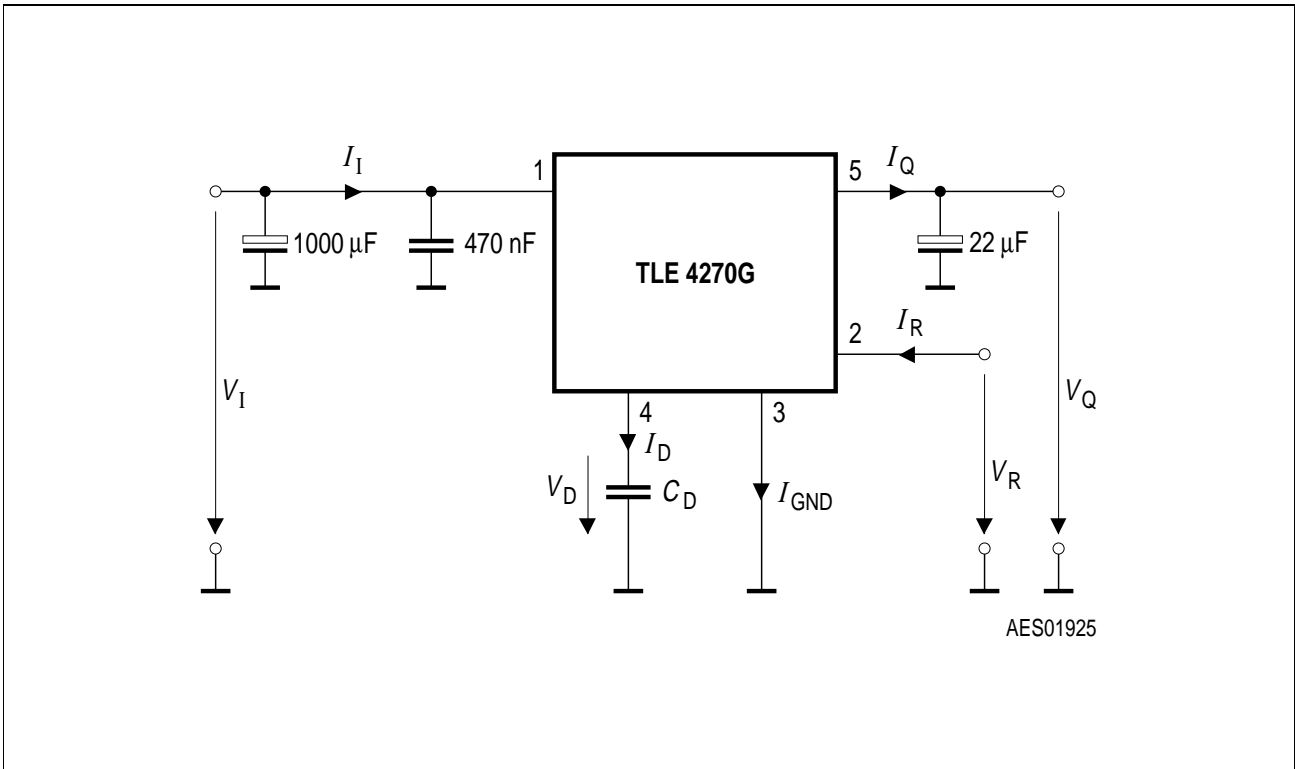 I_I
1
5
I_Q
1000 μF
470 nF
22 μF
TLE 4270G
2
I_R
V_I
V_Q
4
3
I_D
V_D
C_D
I_GND
V_R
AES01925